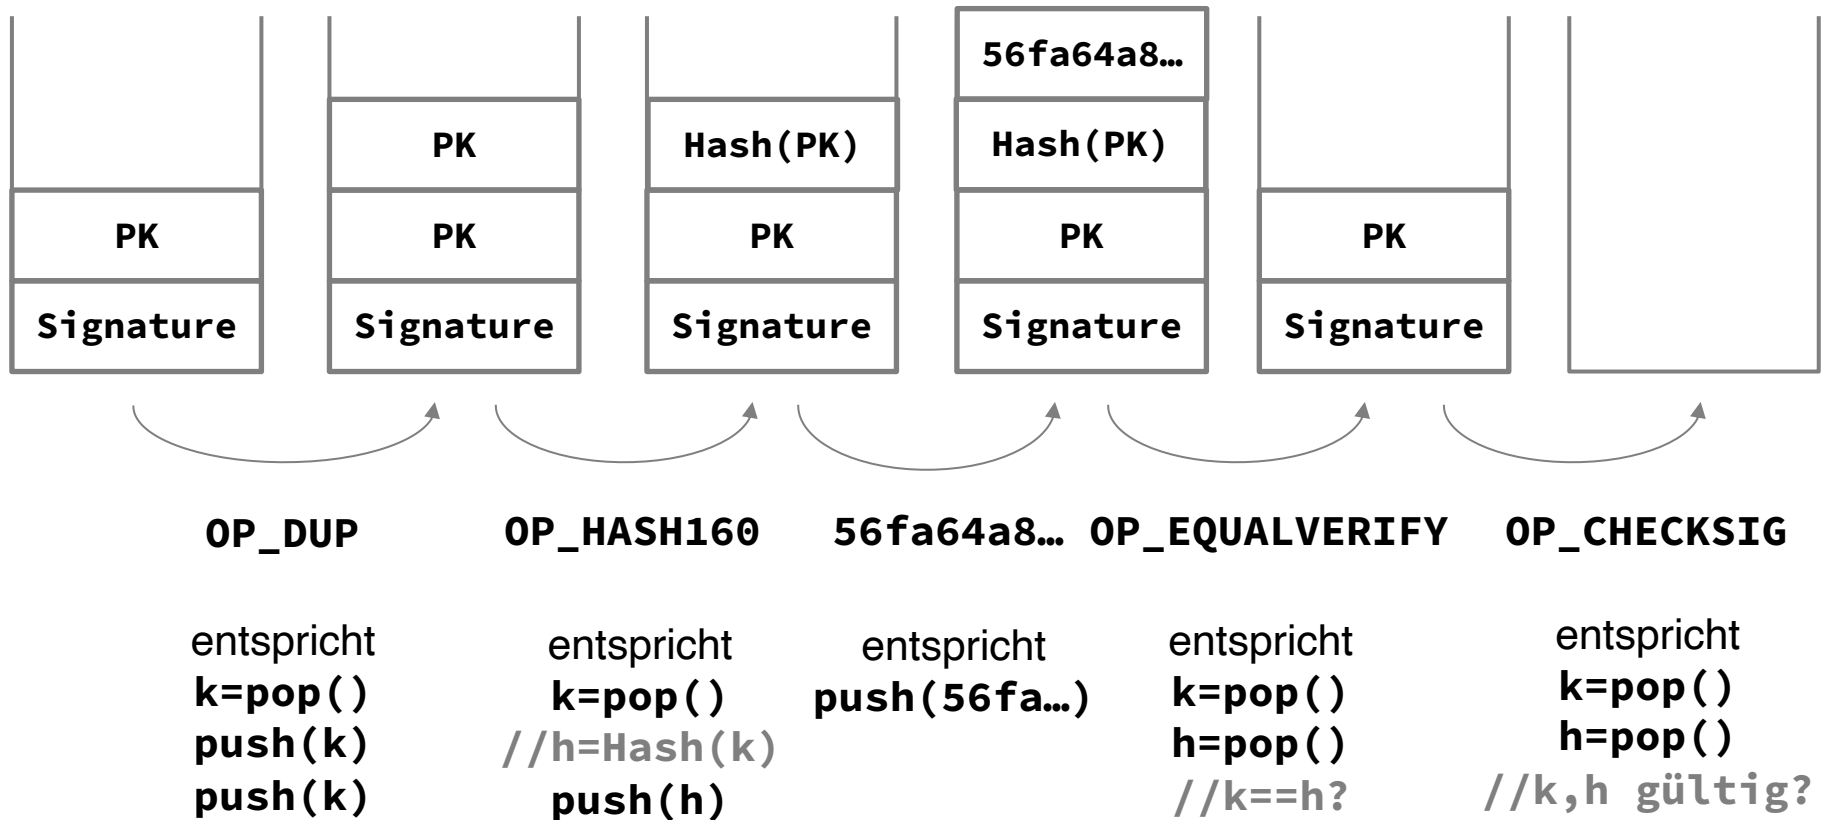 56fa64a8…
PK
Hash(PK)
Hash(PK)
PK
PK
PK
PK
PK
Signature
Signature
Signature
Signature
Signature
OP_DUP
OP_HASH160
56fa64a8…
OP_EQUALVERIFY
OP_CHECKSIG
entspricht
k=pop()
push(k)
push(k)
entspricht
k=pop()
//h=Hash(k)
push(h)
entspricht
push(56fa…)
entspricht
k=pop()
h=pop()
//k==h?
entspricht
k=pop()
h=pop()
//k,h gültig?